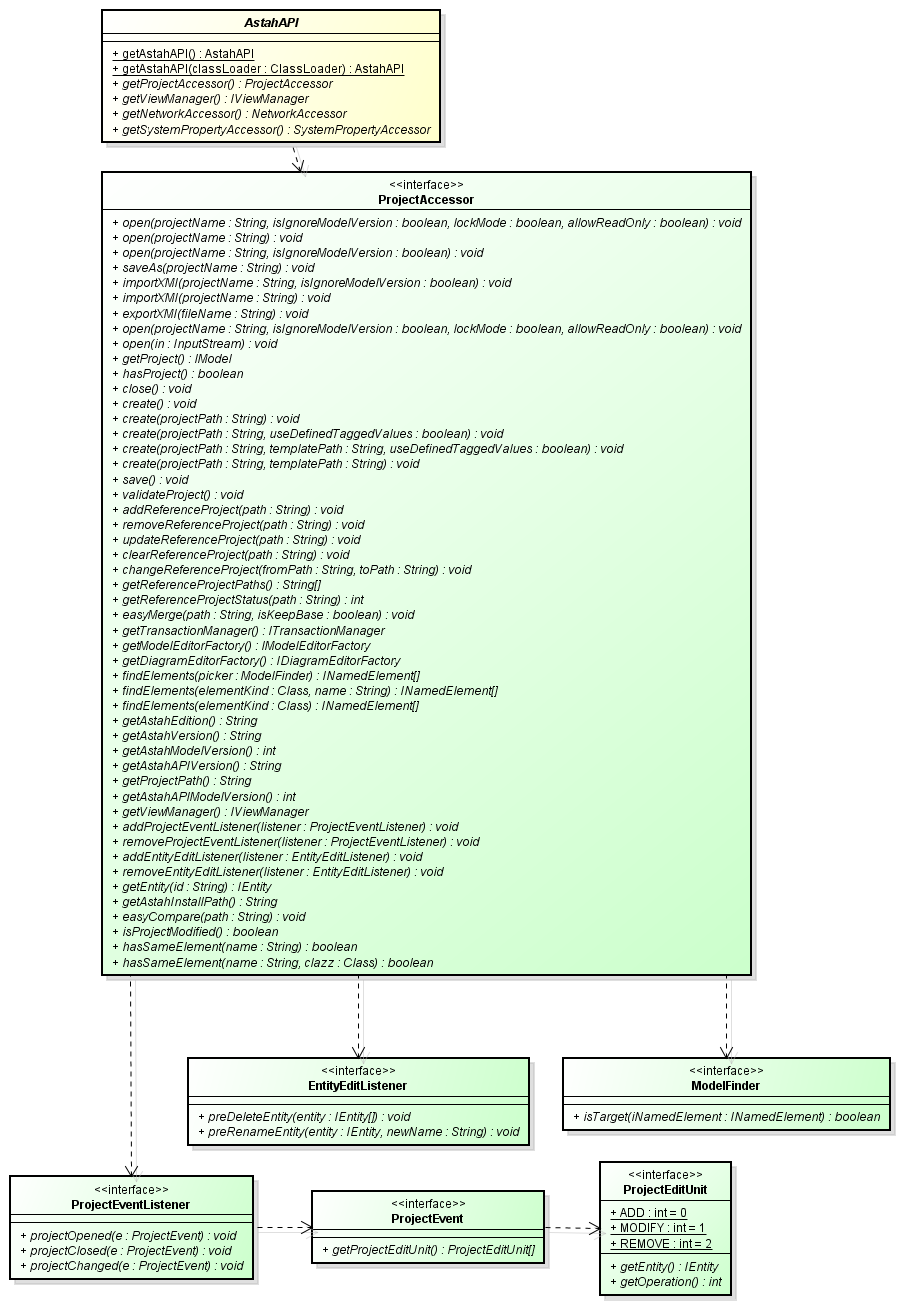 AstahAPI
+ getAstahAPI() : AstahAPI
+ getAstahAPI(classLoader : ClassLoader) : AstahAPI
+ getProjectAccessor() : ProjectAccessor
+ getViewManager() : IViewManager
+ getNetworkAccessor() : NetworkAccessor
+ getSystemPropertyAccessor() : SystemPropertyAccessor
<<interface>>
ProjectAccessor
+ open(projectName : String, isIgnoreModelVersion : boolean, lockMode : boolean, allowReadOnly : boolean) : void
+ open(projectName : String) : void
+ open(projectName : String, isIgnoreModelVersion : boolean) : void
+ saveAs(projectName : String) : void
+ importXMI(projectName : String, isIgnoreModelVersion : boolean) : void
+ importXMI(projectName : String) : void
+ exportXMI(fileName : String) : void
+ open(projectName : String, isIgnoreModelVersion : boolean, lockMode : boolean, allowReadOnly : boolean) : void
+ open(in : InputStream) : void
+ getProject() : IModel
+ hasProject() : boolean
+ close() : void
+ create() : void
+ create(projectPath : String) : void
+ create(projectPath : String, useDefinedTaggedValues : boolean) : void
+ create(projectPath : String, templatePath : String, useDefinedTaggedValues : boolean) : void
+ create(projectPath : String, templatePath : String) : void
+ save() : void
+ validateProject() : void
+ addReferenceProject(path : String) : void
+ removeReferenceProject(path : String) : void
+ updateReferenceProject(path : String) : void
+ clearReferenceProject(path : String) : void
+ changeReferenceProject(fromPath : String, toPath : String) : void
+ getReferenceProjectPaths() : String[]
+ getReferenceProjectStatus(path : String) : int
+ easyMerge(path : String, isKeepBase : boolean) : void
+ getTransactionManager() : ITransactionManager
+ getModelEditorFactory() : IModelEditorFactory
+ getDiagramEditorFactory() : IDiagramEditorFactory
+ findElements(picker : ModelFinder) : INamedElement[]
+ findElements(elementKind : Class, name : String) : INamedElement[]
+ findElements(elementKind : Class) : INamedElement[]
+ getAstahEdition() : String
+ getAstahVersion() : String
+ getAstahModelVersion() : int
+ getAstahAPIVersion() : String
+ getProjectPath() : String
+ getAstahAPIModelVersion() : int
+ getViewManager() : IViewManager
+ addProjectEventListener(listener : ProjectEventListener) : void
+ removeProjectEventListener(listener : ProjectEventListener) : void
+ addEntityEditListener(listener : EntityEditListener) : void
+ removeEntityEditListener(listener : EntityEditListener) : void
+ getEntity(id : String) : IEntity
+ getAstahInstallPath() : String
+ easyCompare(path : String) : void
+ isProjectModified() : boolean
+ hasSameElement(name : String) : boolean
+ hasSameElement(name : String, clazz : Class) : boolean
<<interface>>
EntityEditListener
+ preDeleteEntity(entity : IEntity[]) : void
+ preRenameEntity(entity : IEntity, newName : String) : void
<<interface>>
ModelFinder
+ isTarget(iNamedElement : INamedElement) : boolean
<<interface>>
ProjectEventListener
+ projectOpened(e : ProjectEvent) : void
+ projectClosed(e : ProjectEvent) : void
+ projectChanged(e : ProjectEvent) : void
<<interface>>
ProjectEvent
+ getProjectEditUnit() : ProjectEditUnit[]
<<interface>>
ProjectEditUnit
+ ADD : int = 0
+ MODIFY : int = 1
+ REMOVE : int = 2
+ getEntity() : IEntity
+ getOperation() : int